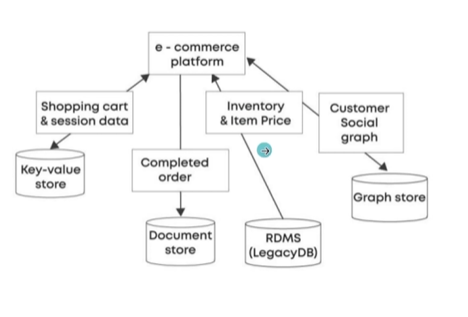 e - commerce
platform
Shopping cart
& session data
Inventory
& Item Price
Customer
Social
graph
Completed
order
Key-value
store
Graph store
Document
store
RDMS
(LegacyDB)